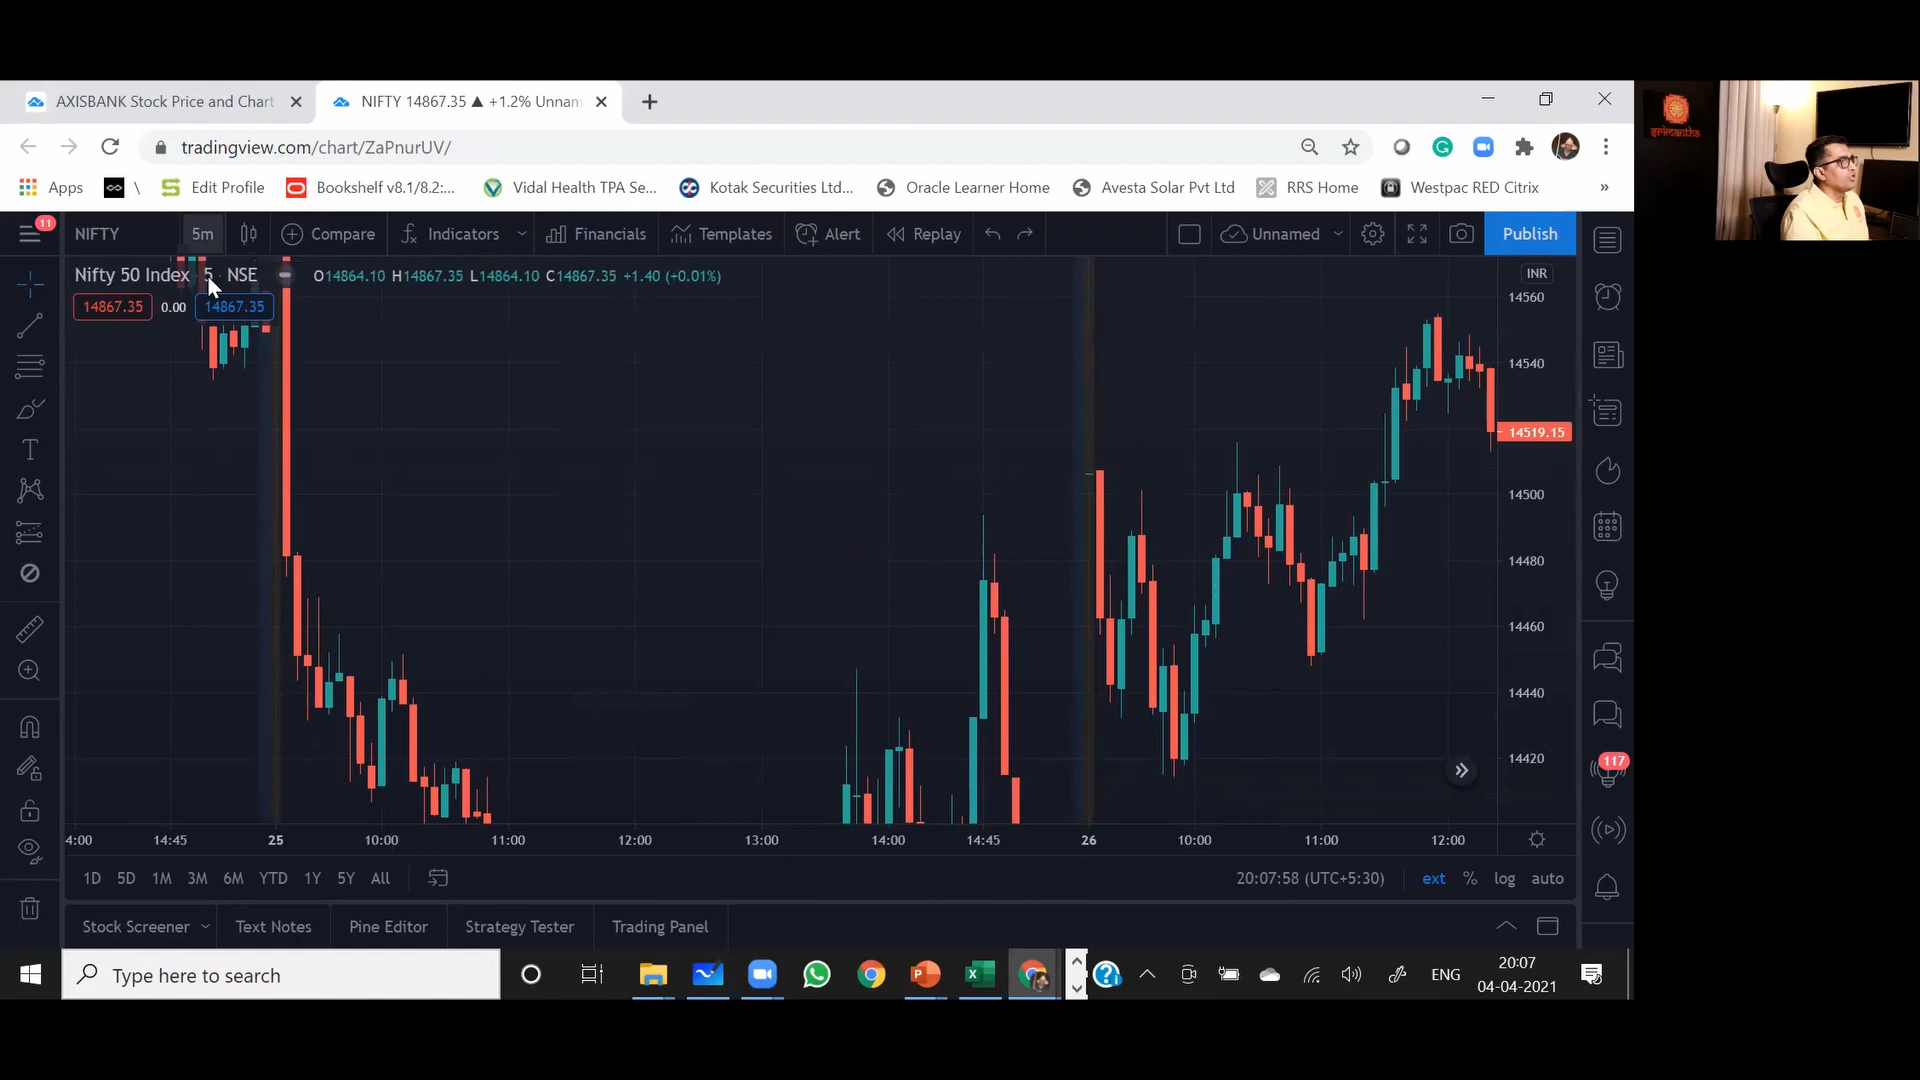 AXISBANK Stock Price and Chart
NIFTY 14867.35 ▲ +1.2% Unnam
tradingview.com/chart/ZaPnurUV/
Apps
\
Edit Profile
Bookshelf v8.1/8.2:...
Vidal Health TPA Se...
Kotak Securities Ltd...
Oracle Learner Home
Avesta Solar Pvt Ltd
RRS Home
Westpac RED Citrix
»
srimantha
11
NIFTY
5m
Compare
Indicators
Financials
Templates
Alert
Replay
Unnamed
Publish
Nifty 50 Index · 5 · NSE
O14864.10 H14867.35 L14864.10 C14867.35 +1.40 (+0.01%)
INR
14867.35 0.00 14867.35
14560
14540
14519.15
14500
14480
14460
14440
14420
117
4:00 14:45 25 10:00 11:00 12:00 13:00 14:00 14:45 26 10:00 11:00 12:00
1D 5D 1M 3M 6M YTD 1Y 5Y All
20:07:58 (UTC+5:30)
ext % log auto
Stock Screener
Text Notes
Pine Editor
Strategy Tester
Trading Panel
Type here to search
ENG
20:07
04-04-2021